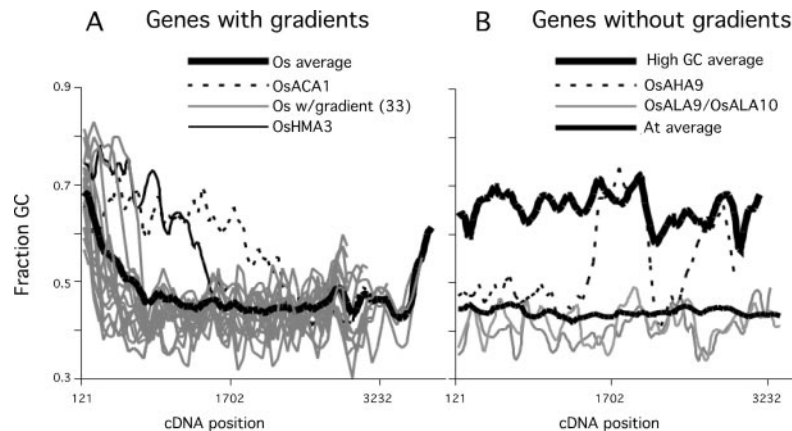 A Genes with gradients
Os average
OsACA1
Os w/gradient (33)
OsHMA3
0.9
0.7
0.5
0.3
Fraction GC
121 1702 3232
cDNA position
B Genes without gradients
High GC average
OsAHA9
OsALA9/OsALA10
At average
121 1702 3232
cDNA position